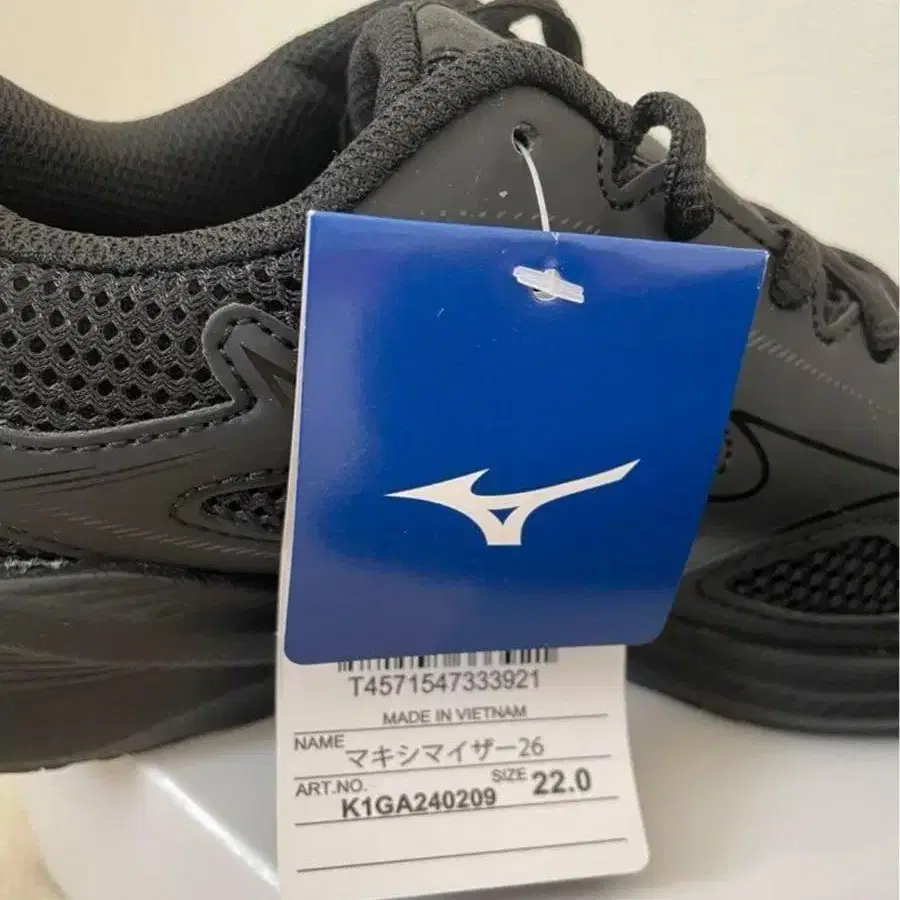 T4571547333921
MADE IN VIETNAM
NAME マキシマイザー26
ART.NO. K1GA240209 SIZE 22.0